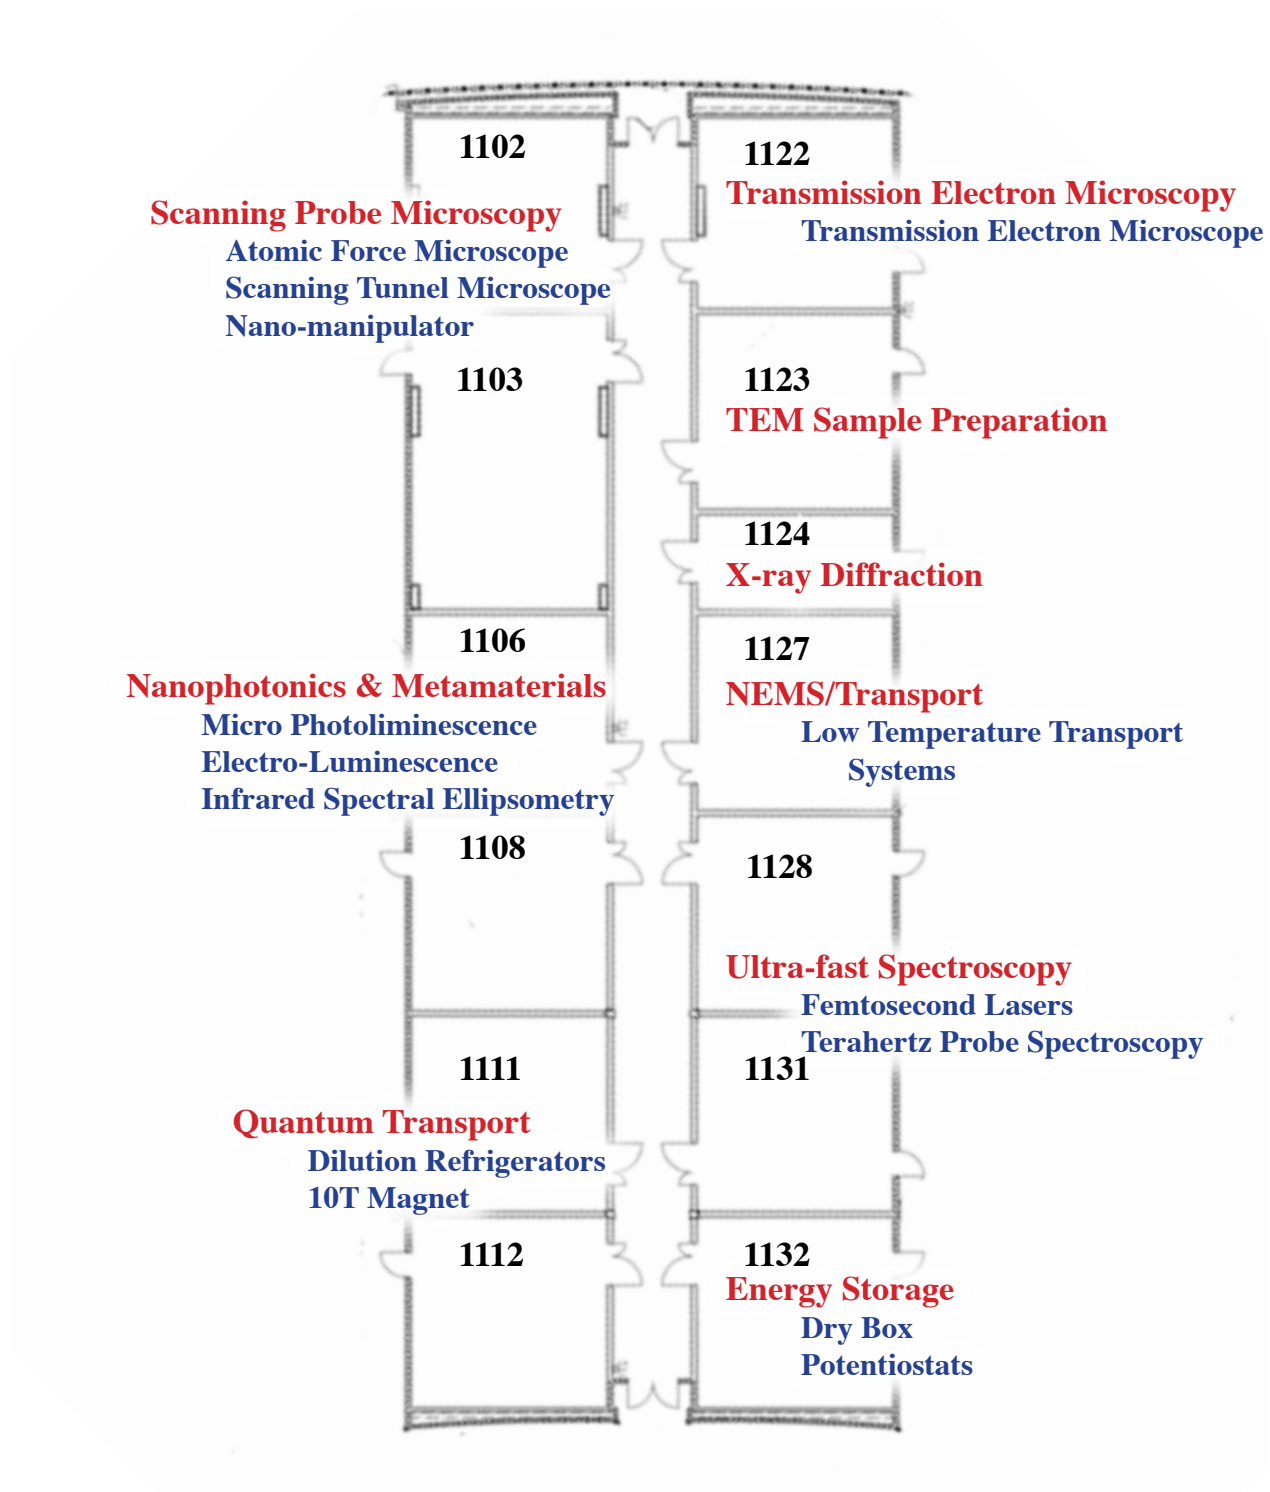 1102
Scanning Probe Microscopy
Atomic Force Microscope
Scanning Tunnel Microscope
Nano-manipulator
1103
1106
Nanophotonics & Metamaterials
Micro Photoliminescence
Electro-Luminescence
Infrared Spectral Ellipsometry
1108
1111
Quantum Transport
Dilution Refrigerators
10T Magnet
1112
1122
Transmission Electron Microscopy
Transmission Electron Microscope
1123
TEM Sample Preparation
1124
X-ray Diffraction
1127
NEMS/Transport
Low Temperature Transport
Systems
1128
Ultra-fast Spectroscopy
Femtosecond Lasers
Terahertz Probe Spectroscopy
1131
1132
Energy Storage
Dry Box
Potentiostats